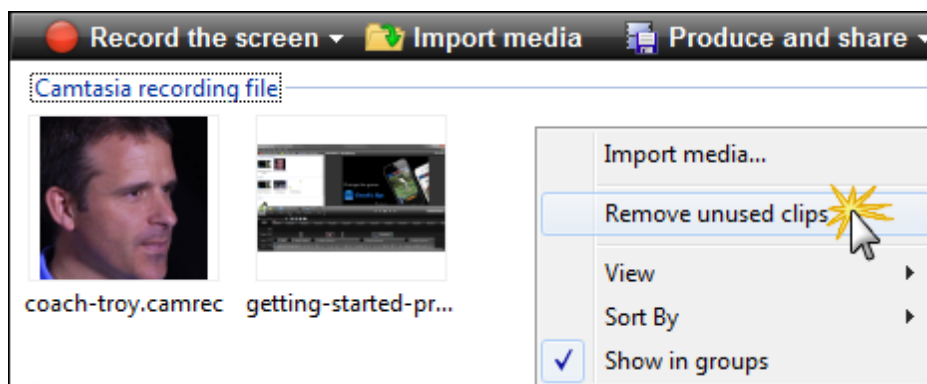 Record the screen Import media Produce and share
Camtasia recording file
Import media...
Remove unused clips
View
coach-troy.camrec getting-started-pr...
Sort By
Show in groups